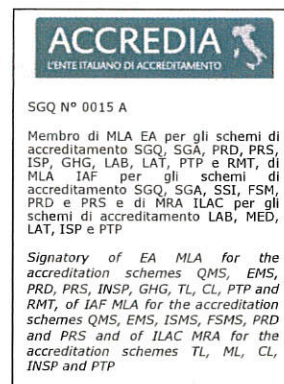 ACCREDIA
L'ENTE ITALIANO DI ACCREDITAMENTO
SGQ N° 0015 A
Membro di MLA EA per gli schemi di
accreditamento SGQ, SGA, PRD, PRS,
ISP, GHG, LAB, LAT, PTP e RMT, di
MLA IAF per gli schemi di
accreditamento SGQ, SGA, SSI, FSM,
PRD e PRS e di MRA ILAC per gli
schemi di accreditamento LAB, MED,
LAT, ISP e PTP
Signatory of EA MLA for the
accreditation schemes QMS, EMS,
PRD, PRS, INSP, GHG, TL, CL, PTP and
RMT, of IAF MLA for the accreditation
schemes QMS, EMS, ISMS, FSMS, PRD
and PRS and of ILAC MRA for the
accreditation schemes TL, ML, CL,
INSP and PTP